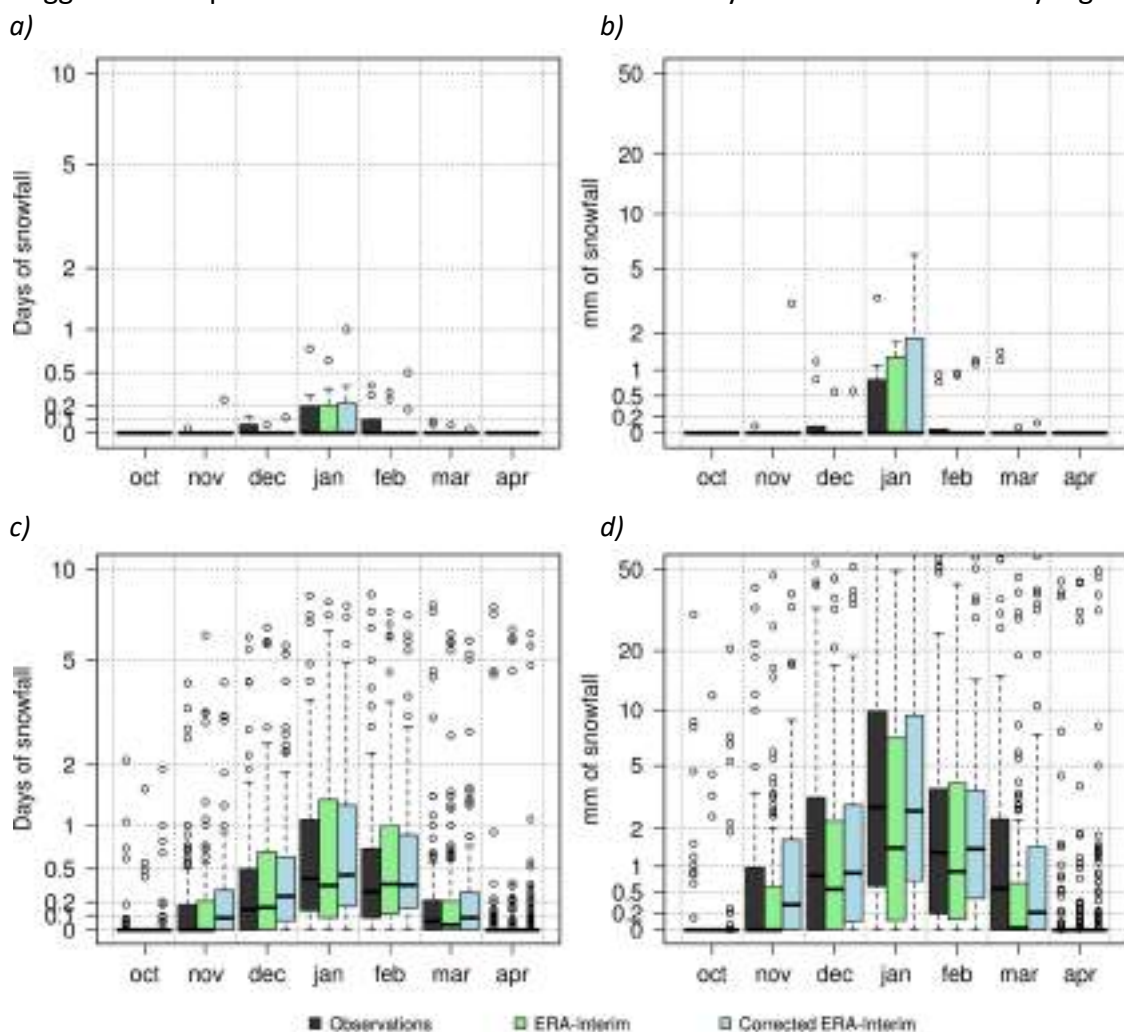 a)
b)
10
5
2
1
0.5
0.2
0.1
0
Days of snowfall
oct nov dec jan feb mar apr
50
20
10
5
2
1
0.5
0.2
0
mm of snowfall
oct nov dec jan feb mar apr
c)
d)
10
5
2
1
0.5
0.2
0.1
0
Days of snowfall
oct nov dec jan feb mar apr
50
20
10
5
2
1
0.5
0.2
0
mm of snowfall
oct nov dec jan feb mar apr
Observations ERA-Interim Corrected ERA-Interim